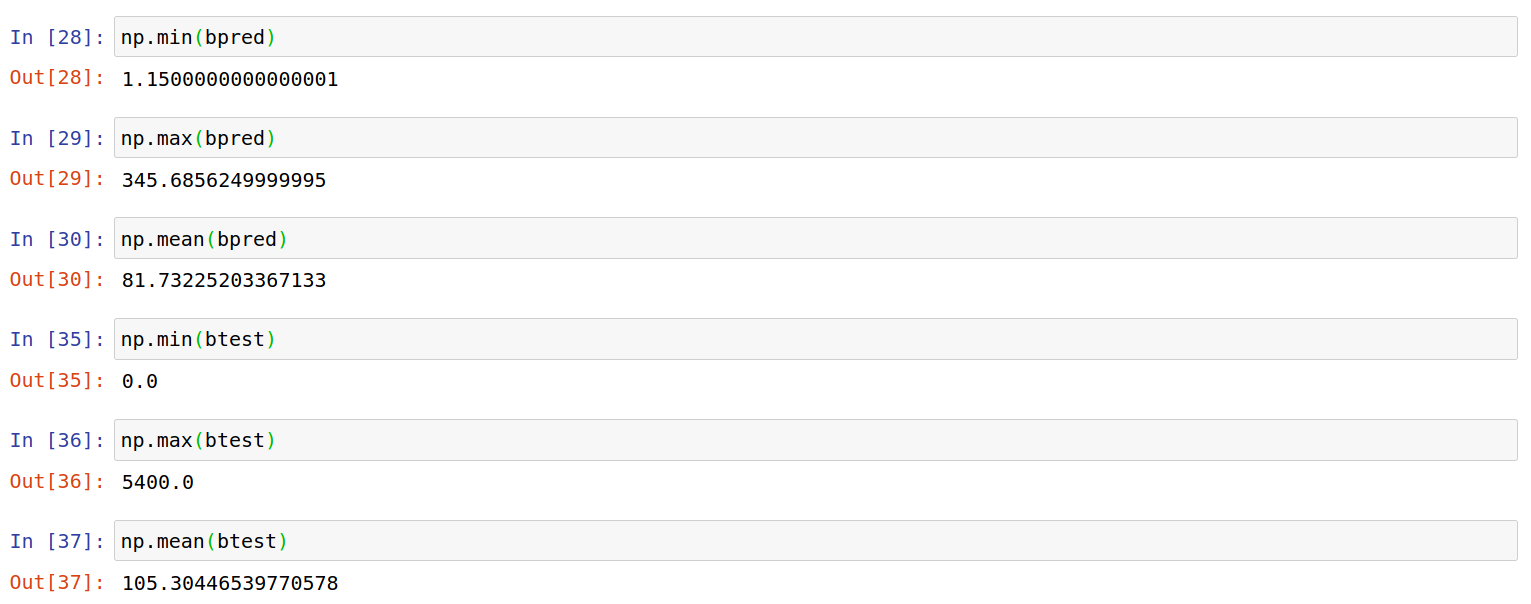 In [28]: np.min(bpred)
Out[28]: 1.1500000000000001
In [29]: np.max(bpred)
Out[29]: 345.6856249999995
In [30]: np.mean(bpred)
Out[30]: 81.73225203367133
In [35]: np.min(btest)
Out[35]: 0.0
In [36]: np.max(btest)
Out[36]: 5400.0
In [37]: np.mean(btest)
Out[37]: 105.30446539770578